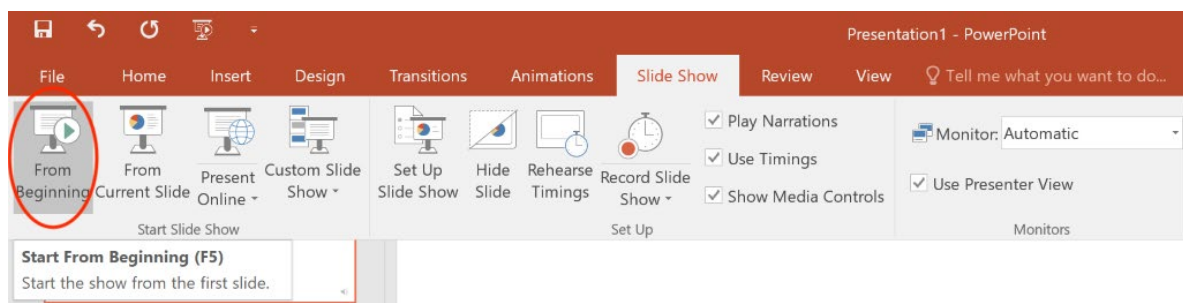 Presentation1 - PowerPoint
File Home Insert Design Transitions Animations Slide Show Review View Tell me what you want to do...
From Beginning
From Current Slide
Present Online
Custom Slide Show
Set Up Slide Show
Hide Slide
Rehearse Timings
Record Slide Show
Play Narrations
Use Timings
Show Media Controls
Monitor: Automatic
Use Presenter View
Start Slide Show
Set Up
Monitors
Start From Beginning (F5)
Start the show from the first slide.